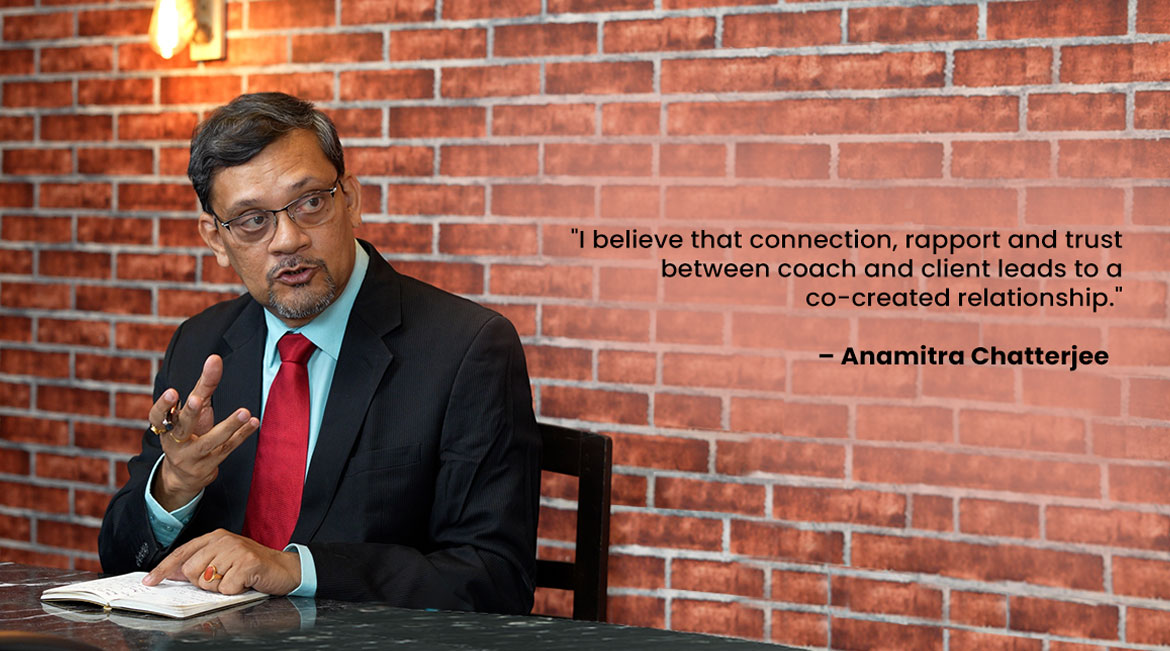 "I believe that connection, rapport and trust
between coach and client leads to a
co-created relationship."
– Anamitra Chatterjee